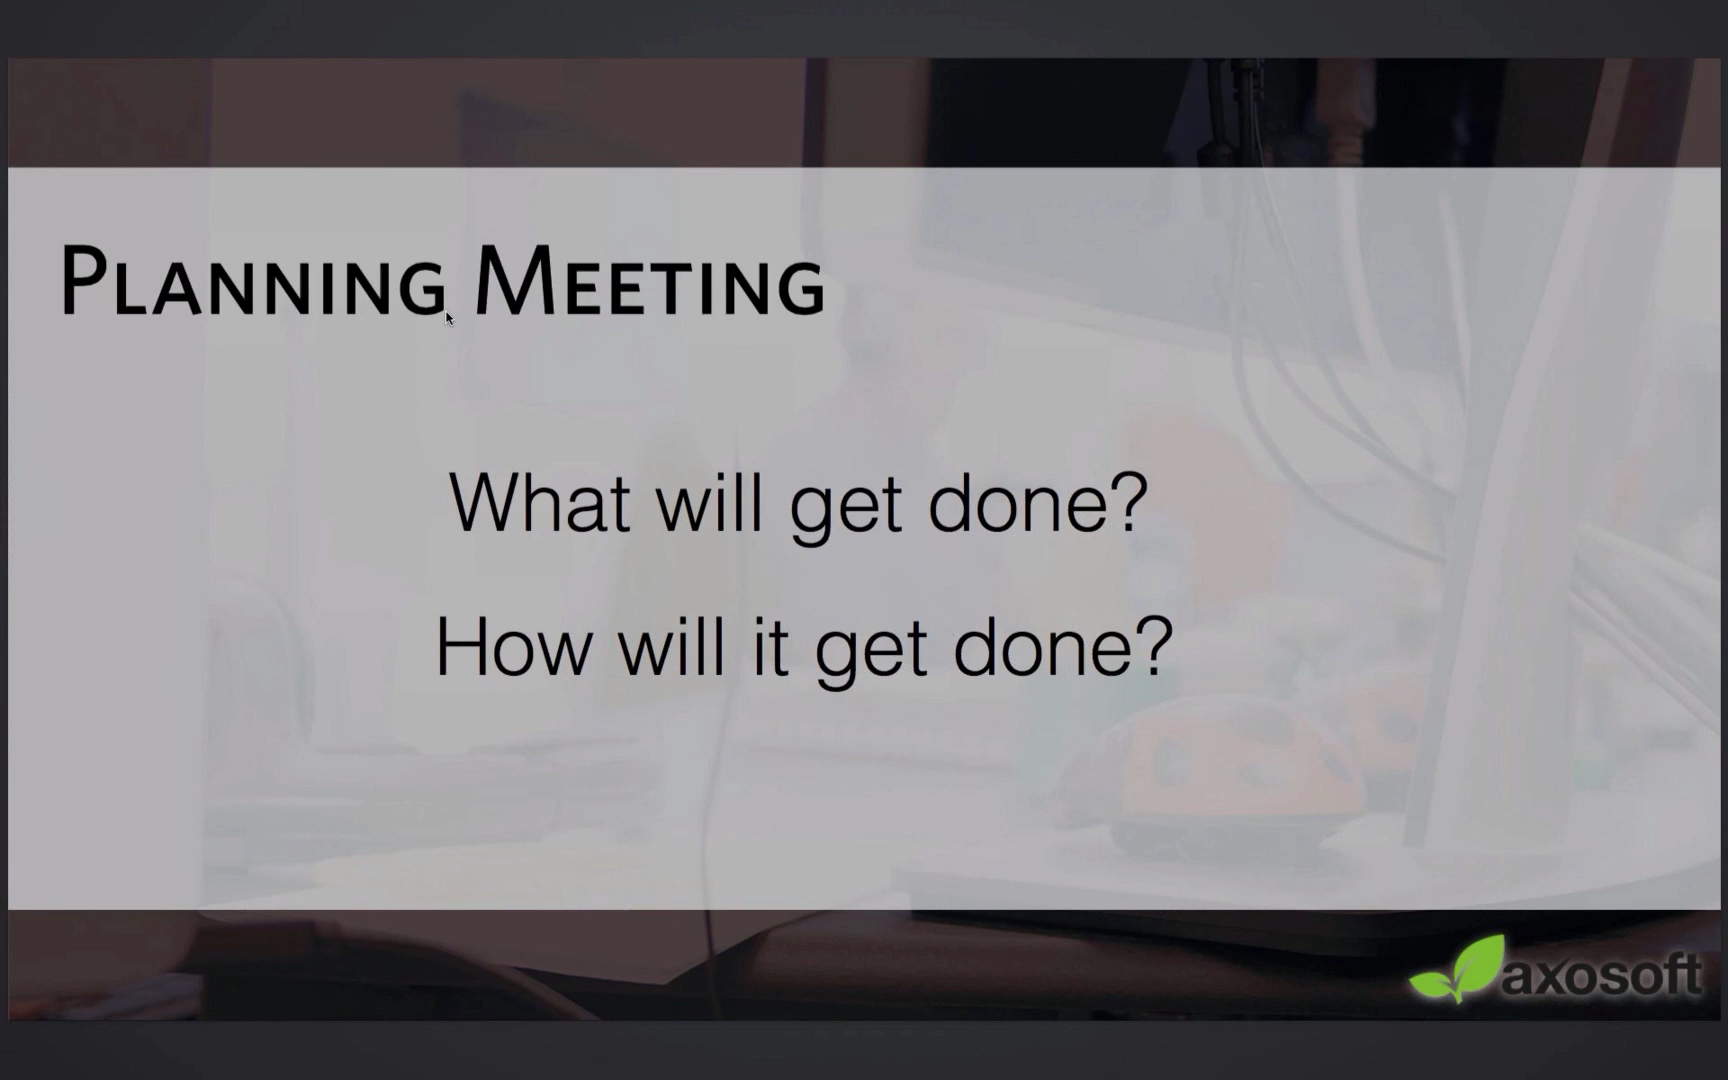 Planning Meeting
What will get done?
How will it get done?
axosoft